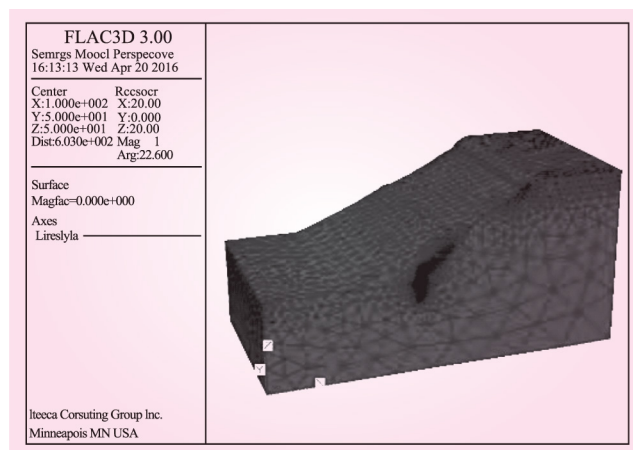 FLAC3D 3.00
Semrgs Moocl Perspecove
16:13:13 Wed Apr 20 2016
Center Rccsocr
X:1.000e+002 X:20.00
Y:5.000e+001 Y:0.000
Z:5.000e+001 Z:20.00
Dist:6.030e+002 Mag 1
Arg:22.600
Surface
Magfac=0.000e+000
Axes
Lireslyla
Z
Y
lteeca Corsuting Group lnc.
Minneapois MN USA